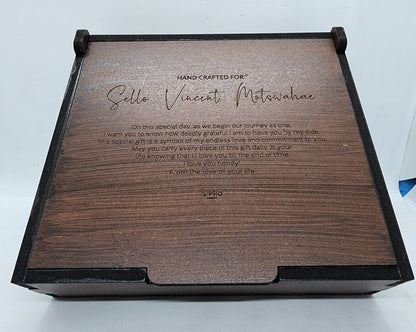 HAND CRAFTED FOR
Sello Vincent Motswahae
On this special day, as we begin our journey as one,
I want you to know how deeply grateful I am to have you by my side.
This special gift is a symbol of my endless love and commitment to you.
May you carry every piece of this gift daily in your
life knowing that ill love you till the end of time.
I love you honey.
From the love of your life